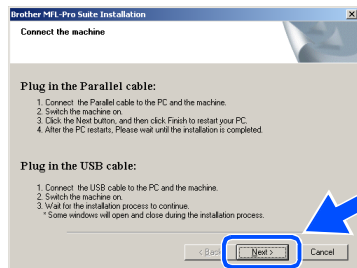 Brother MFL-Pro Suite Installation
Connect the machine
Plug in the Parallel cable:
1. Connect the Parallel cable to the PC and the machine.
2. Switch the machine on.
3. Click the Next button, and then click Finish to restart your PC.
4. After the PC restarts, Please wait until the installation is completed.
Plug in the USB cable:
1. Connect the USB cable to the PC and the machine.
2. Switch the machine on.
3. Wait for the installation process to continue.
* Some windows will open and close during the installation process.
< Back Next > Cancel